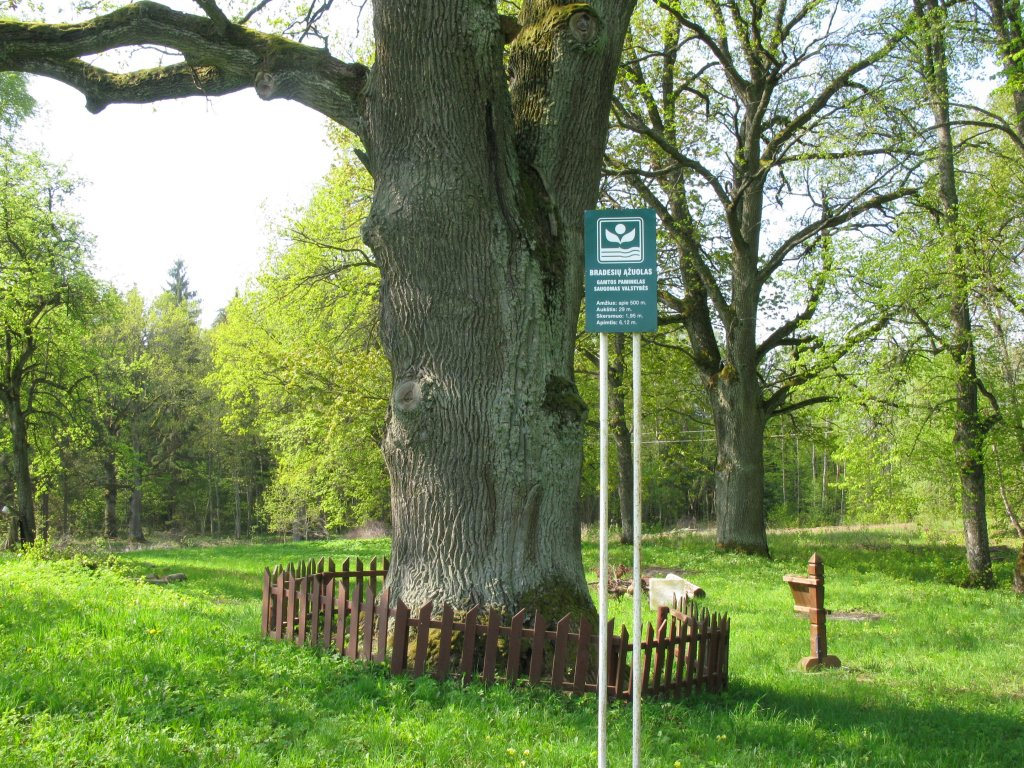 BRADESIŲ ĄŽUOLAS
GAMTOS PAMINKLAS
SAUGOMAS VALSTYBĖS
Amžius: apie 500 m.
Aukštis: 29 m.
Skersmuo: 1,95 m.
Apimtis: 6,12 m.